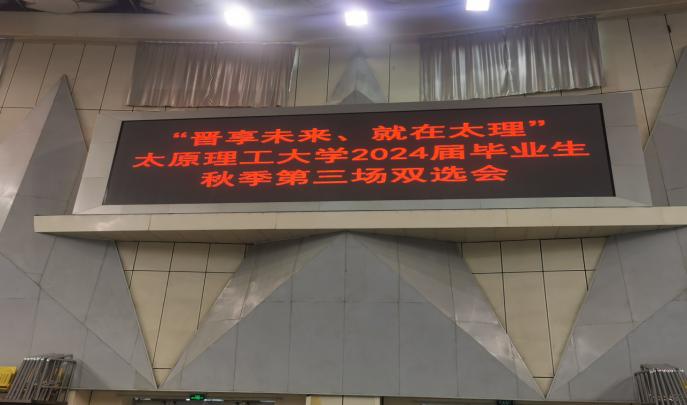 “晋享未来、就在太理”
太原理工大学2024届毕业生
秋季第三场双选会